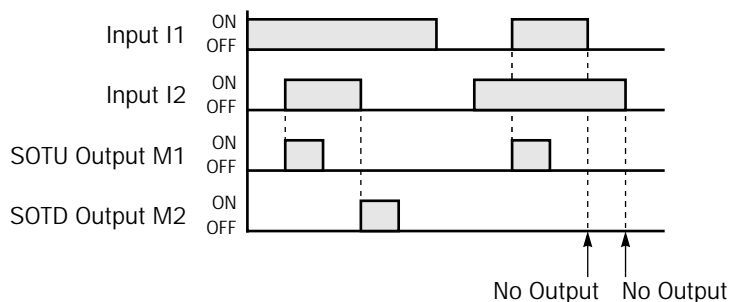 Input I1 ON
OFF
Input I2 ON
OFF
SOTU Output M1 ON
OFF
SOTD Output M2 ON
OFF
No Output No Output